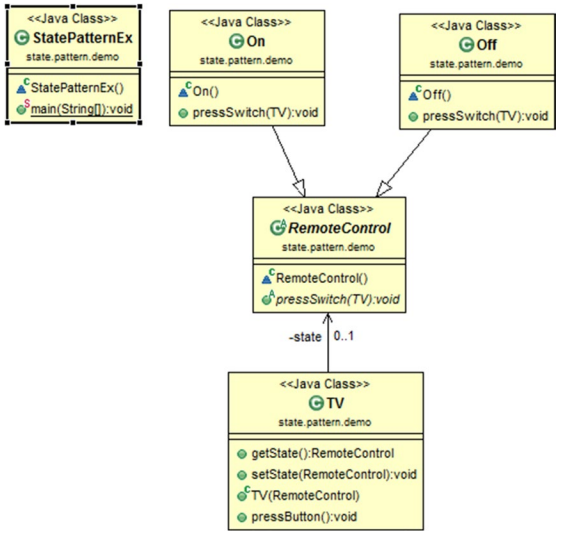 <<Java Class>>
StatePatternEx
state.pattern.demo
StatePatternEx()
main(String[]):void
<<Java Class>>
On
state.pattern.demo
On()
pressSwitch(TV):void
<<Java Class>>
Off
state.pattern.demo
Off()
pressSwitch(TV):void
<<Java Class>>
RemoteControl
state.pattern.demo
RemoteControl()
pressSwitch(TV):void
-state 0..1
<<Java Class>>
TV
state.pattern.demo
getState():RemoteControl
setState(RemoteControl):void
TV(RemoteControl)
pressButton():void